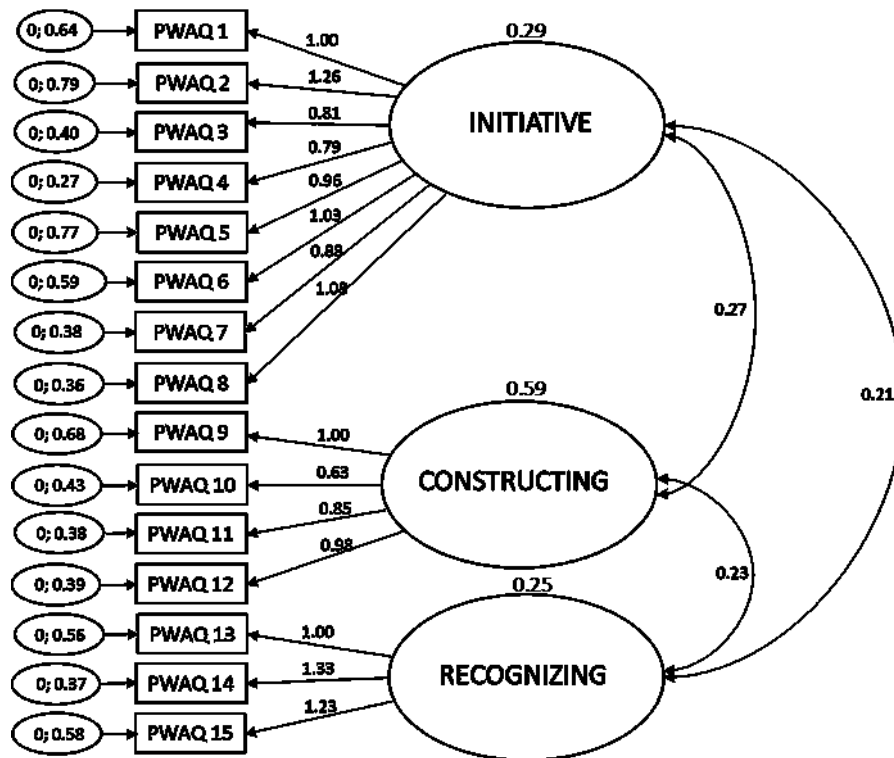 0; 0.64 PWAQ 1 1.00 0.29
0; 0.79 PWAQ 2 1.26
0; 0.40 PWAQ 3 0.81 INITIATIVE
0; 0.27 PWAQ 4 0.79
0; 0.77 PWAQ 5 0.96
0; 0.59 PWAQ 6 1.03
0; 0.38 PWAQ 7 0.88
0.27
0; 0.36 PWAQ 8 1.08
0.21
0; 0.68 PWAQ 9 1.00 0.59
0; 0.43 PWAQ 10 0.63 CONSTRUCTING
0; 0.38 PWAQ 11 0.85
0; 0.39 PWAQ 12 0.98
0.23
0.25
0; 0.56 PWAQ 13 1.00
0; 0.37 PWAQ 14 1.33 RECOGNIZING
0; 0.58 PWAQ 15 1.23